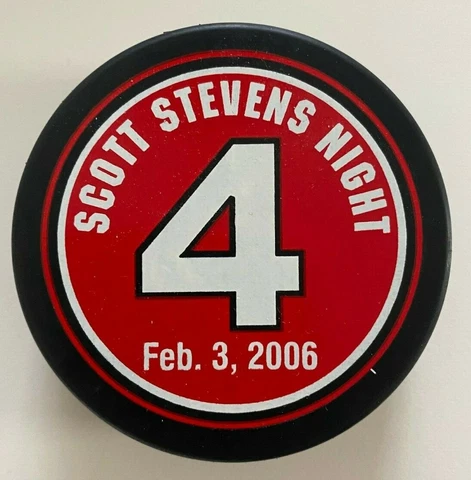 SCOTT STEVENS NIGHT
4
Feb. 3, 2006